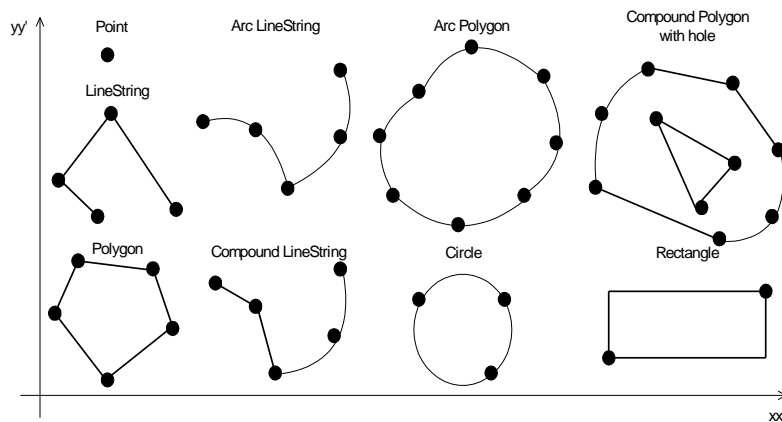 yy'
Point
Arc LineString
Arc Polygon
Compound Polygon
with hole
LineString
Polygon
Compound LineString
Circle
Rectangle
xx